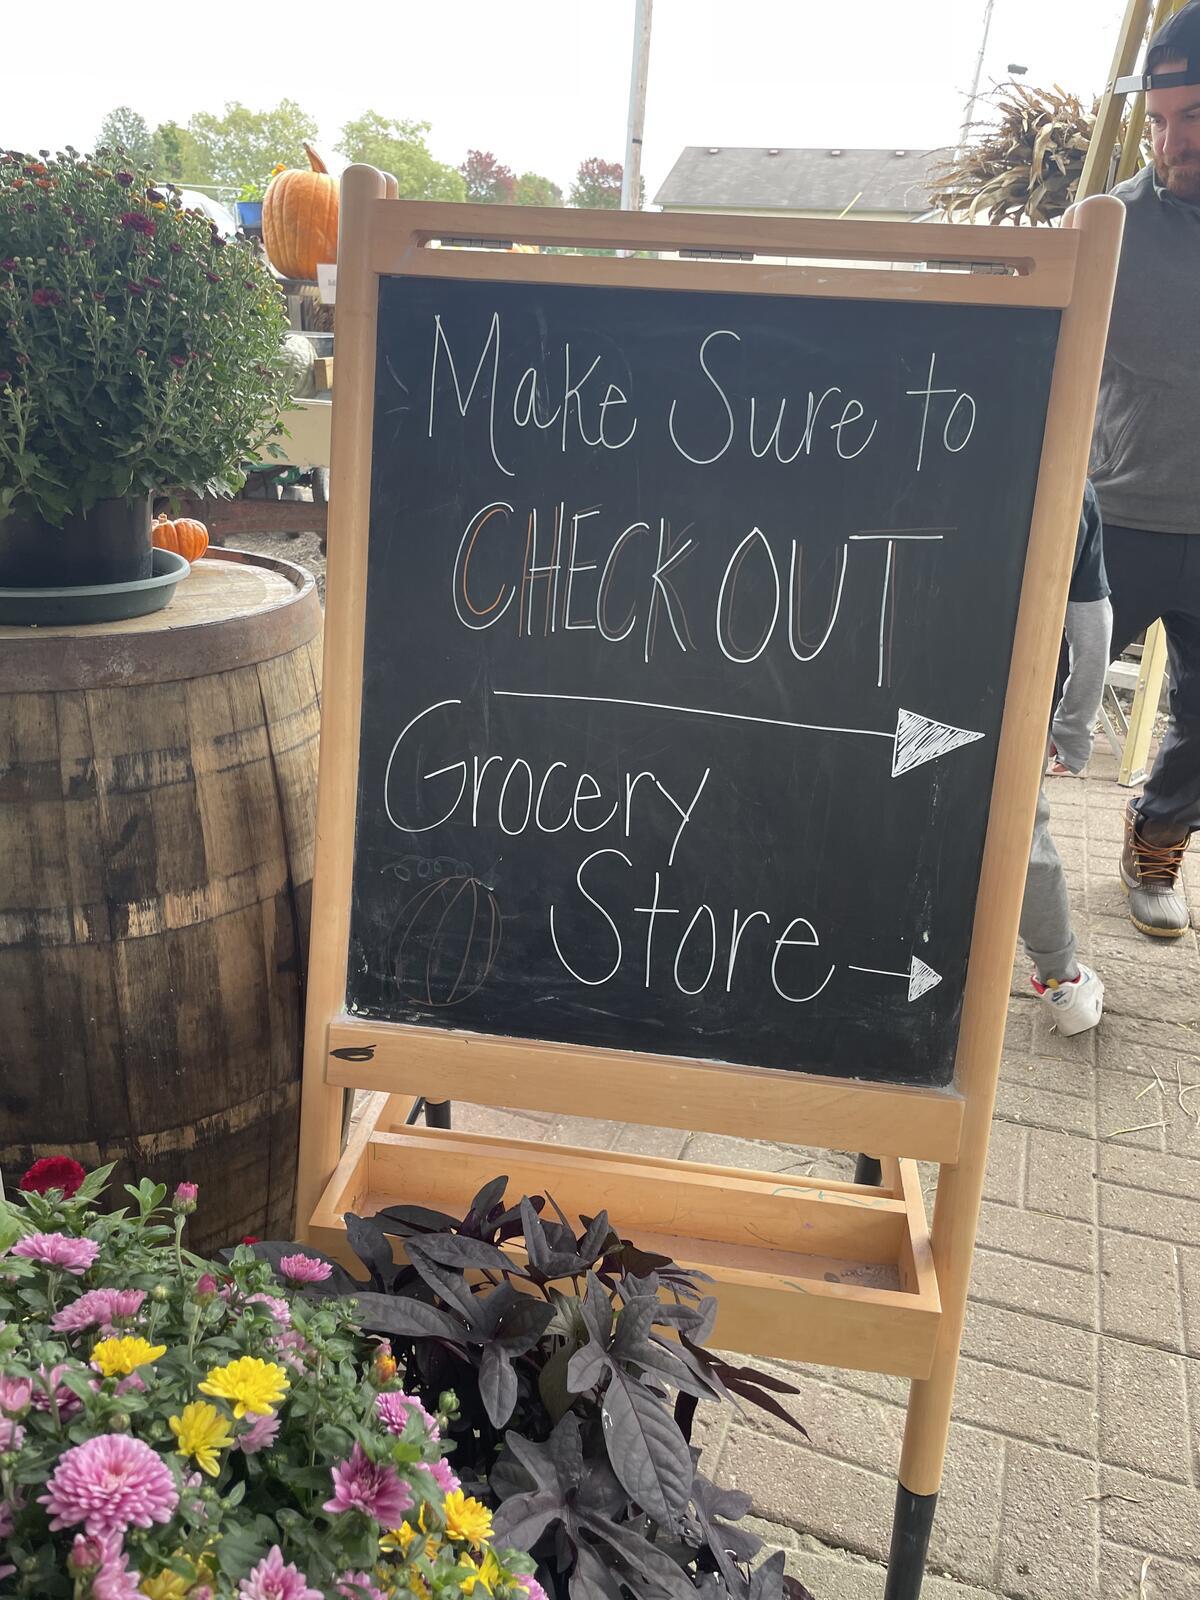 Make Sure to
CHECK OUT
Grocery
Store